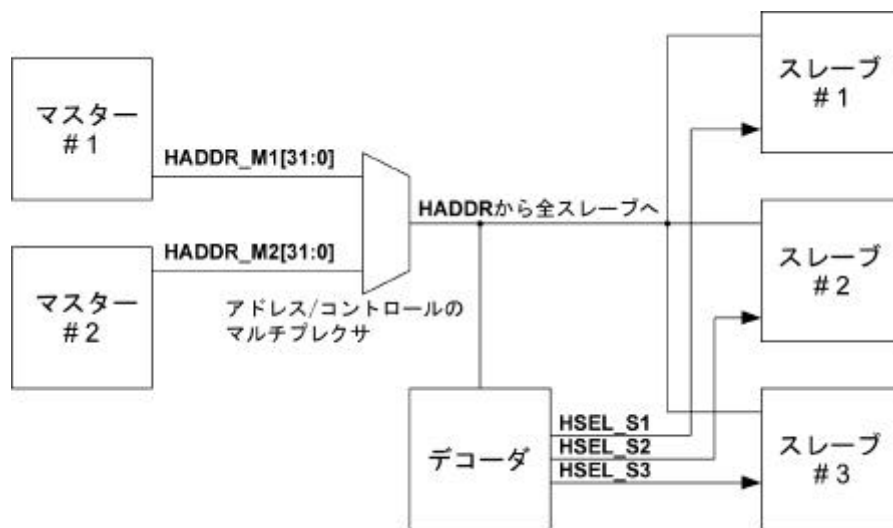 マスター
#1
HADDR_M1[31:0]
マスター
#2
HADDR_M2[31:0]
アドレス/コントロールの
マルチプレクサ
HADDRから全スレーブへ
デコーダ
HSEL_S1
HSEL_S2
HSEL_S3
スレーブ
#1
スレーブ
#2
スレーブ
#3